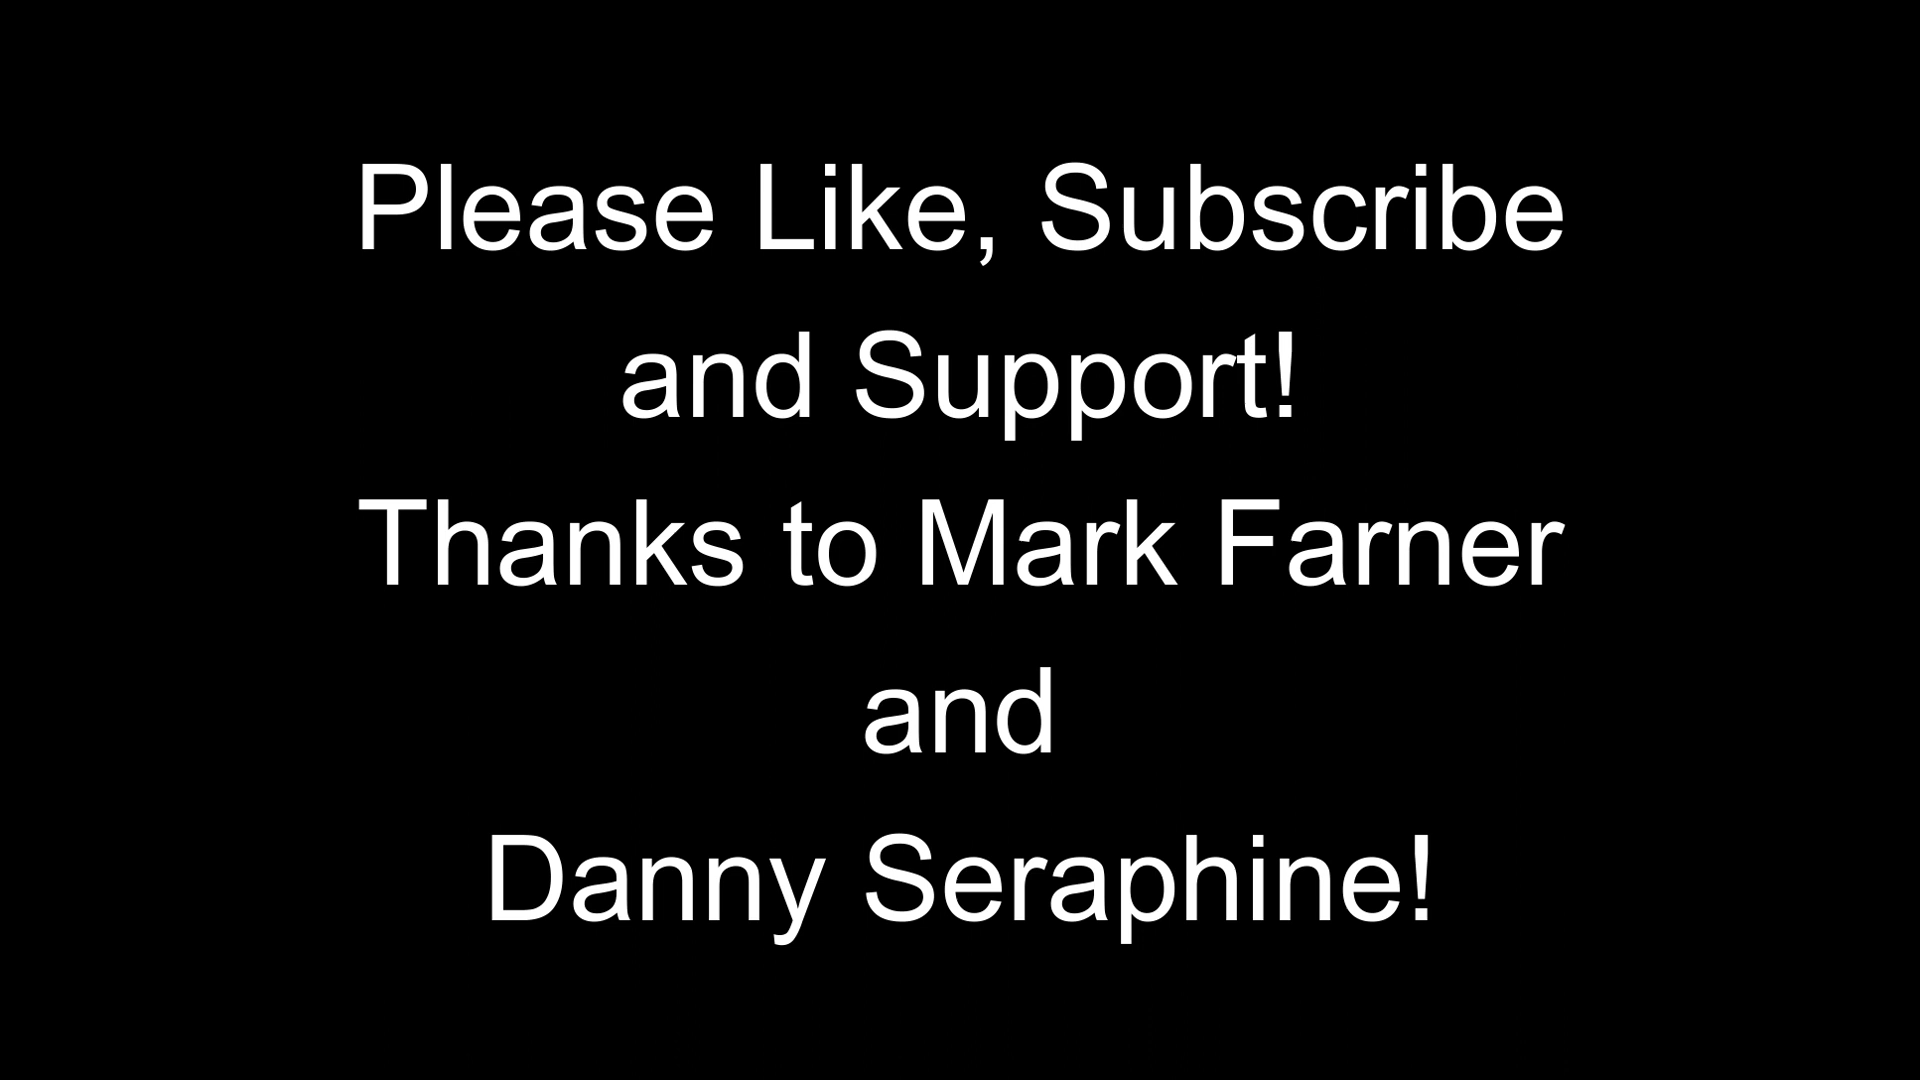 Please Like, Subscribe
and Support!
Thanks to Mark Farner
and
Danny Seraphine!